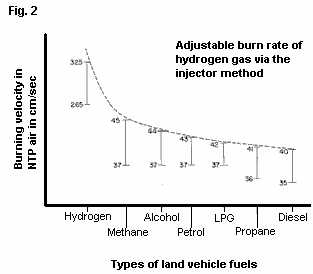 Fig. 2
Adjustable burn rate of
hydrogen gas via the
injector method
Burning velocity in
NTP air in cm/sec
325
265
45
37
44
37
43
37
42
37
41
36
40
35
Hydrogen
Methane
Alcohol
Petrol
LPG
Propane
Diesel
Types of land vehicle fuels